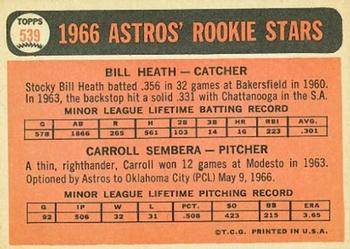 TOPPS
539
1966 ASTROS' ROOKIE STARS
BILL HEATH — CATCHER
Stocky Bill Heath batted .356 in 32 games at Bakersfield in 1960.
In 1963, the backstop hit a solid .331 with Chattanooga in the S.A.
MINOR LEAGUE LIFETIME BATTING RECORD
G AB R H 2B 3B HR RBI AVG.
578 1866 265 561 103 14 16 223 .301
CARROLL SEMBERA – PITCHER
A thin, righthander, Carroll won 12 games at Modesto in 1963.
Optioned by Astros to Oklahoma City (PCL) May 9, 1966.
MINOR LEAGUE LIFETIME PITCHING RECORD
G IP W L PCT. SO BB ERA
92 506 32 31 .508 423 215 3.65
©T.C.G. PRINTED IN U.S.A.